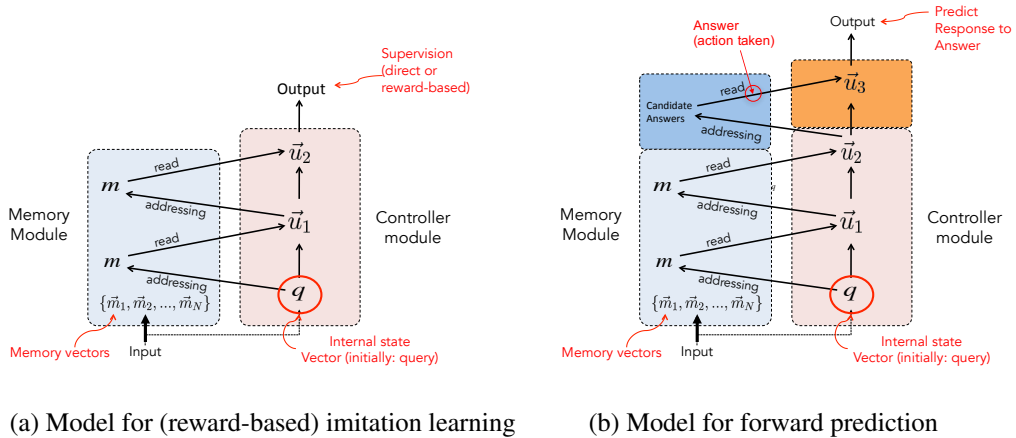 Supervision
(direct or
reward-based)
Output
u⃗₂
read
m
addressing
Memory
Module
u⃗₁
Controller
module
read
m
addressing
q
{m⃗₁, m⃗₂, ..., m⃗_N}
Memory vectors
Input
Internal state
Vector (initially: query)
(a) Model for (reward-based) imitation learning
Output
Predict
Response to
Answer
Answer
(action taken)
read
u⃗₃
Candidate
Answers
addressing
u⃗₂
read
m
addressing
Memory
Module
u⃗₁
Controller
module
read
m
addressing
q
{m⃗₁, m⃗₂, ..., m⃗_N}
Memory vectors
Input
Internal state
Vector (initially: query)
(b) Model for forward prediction